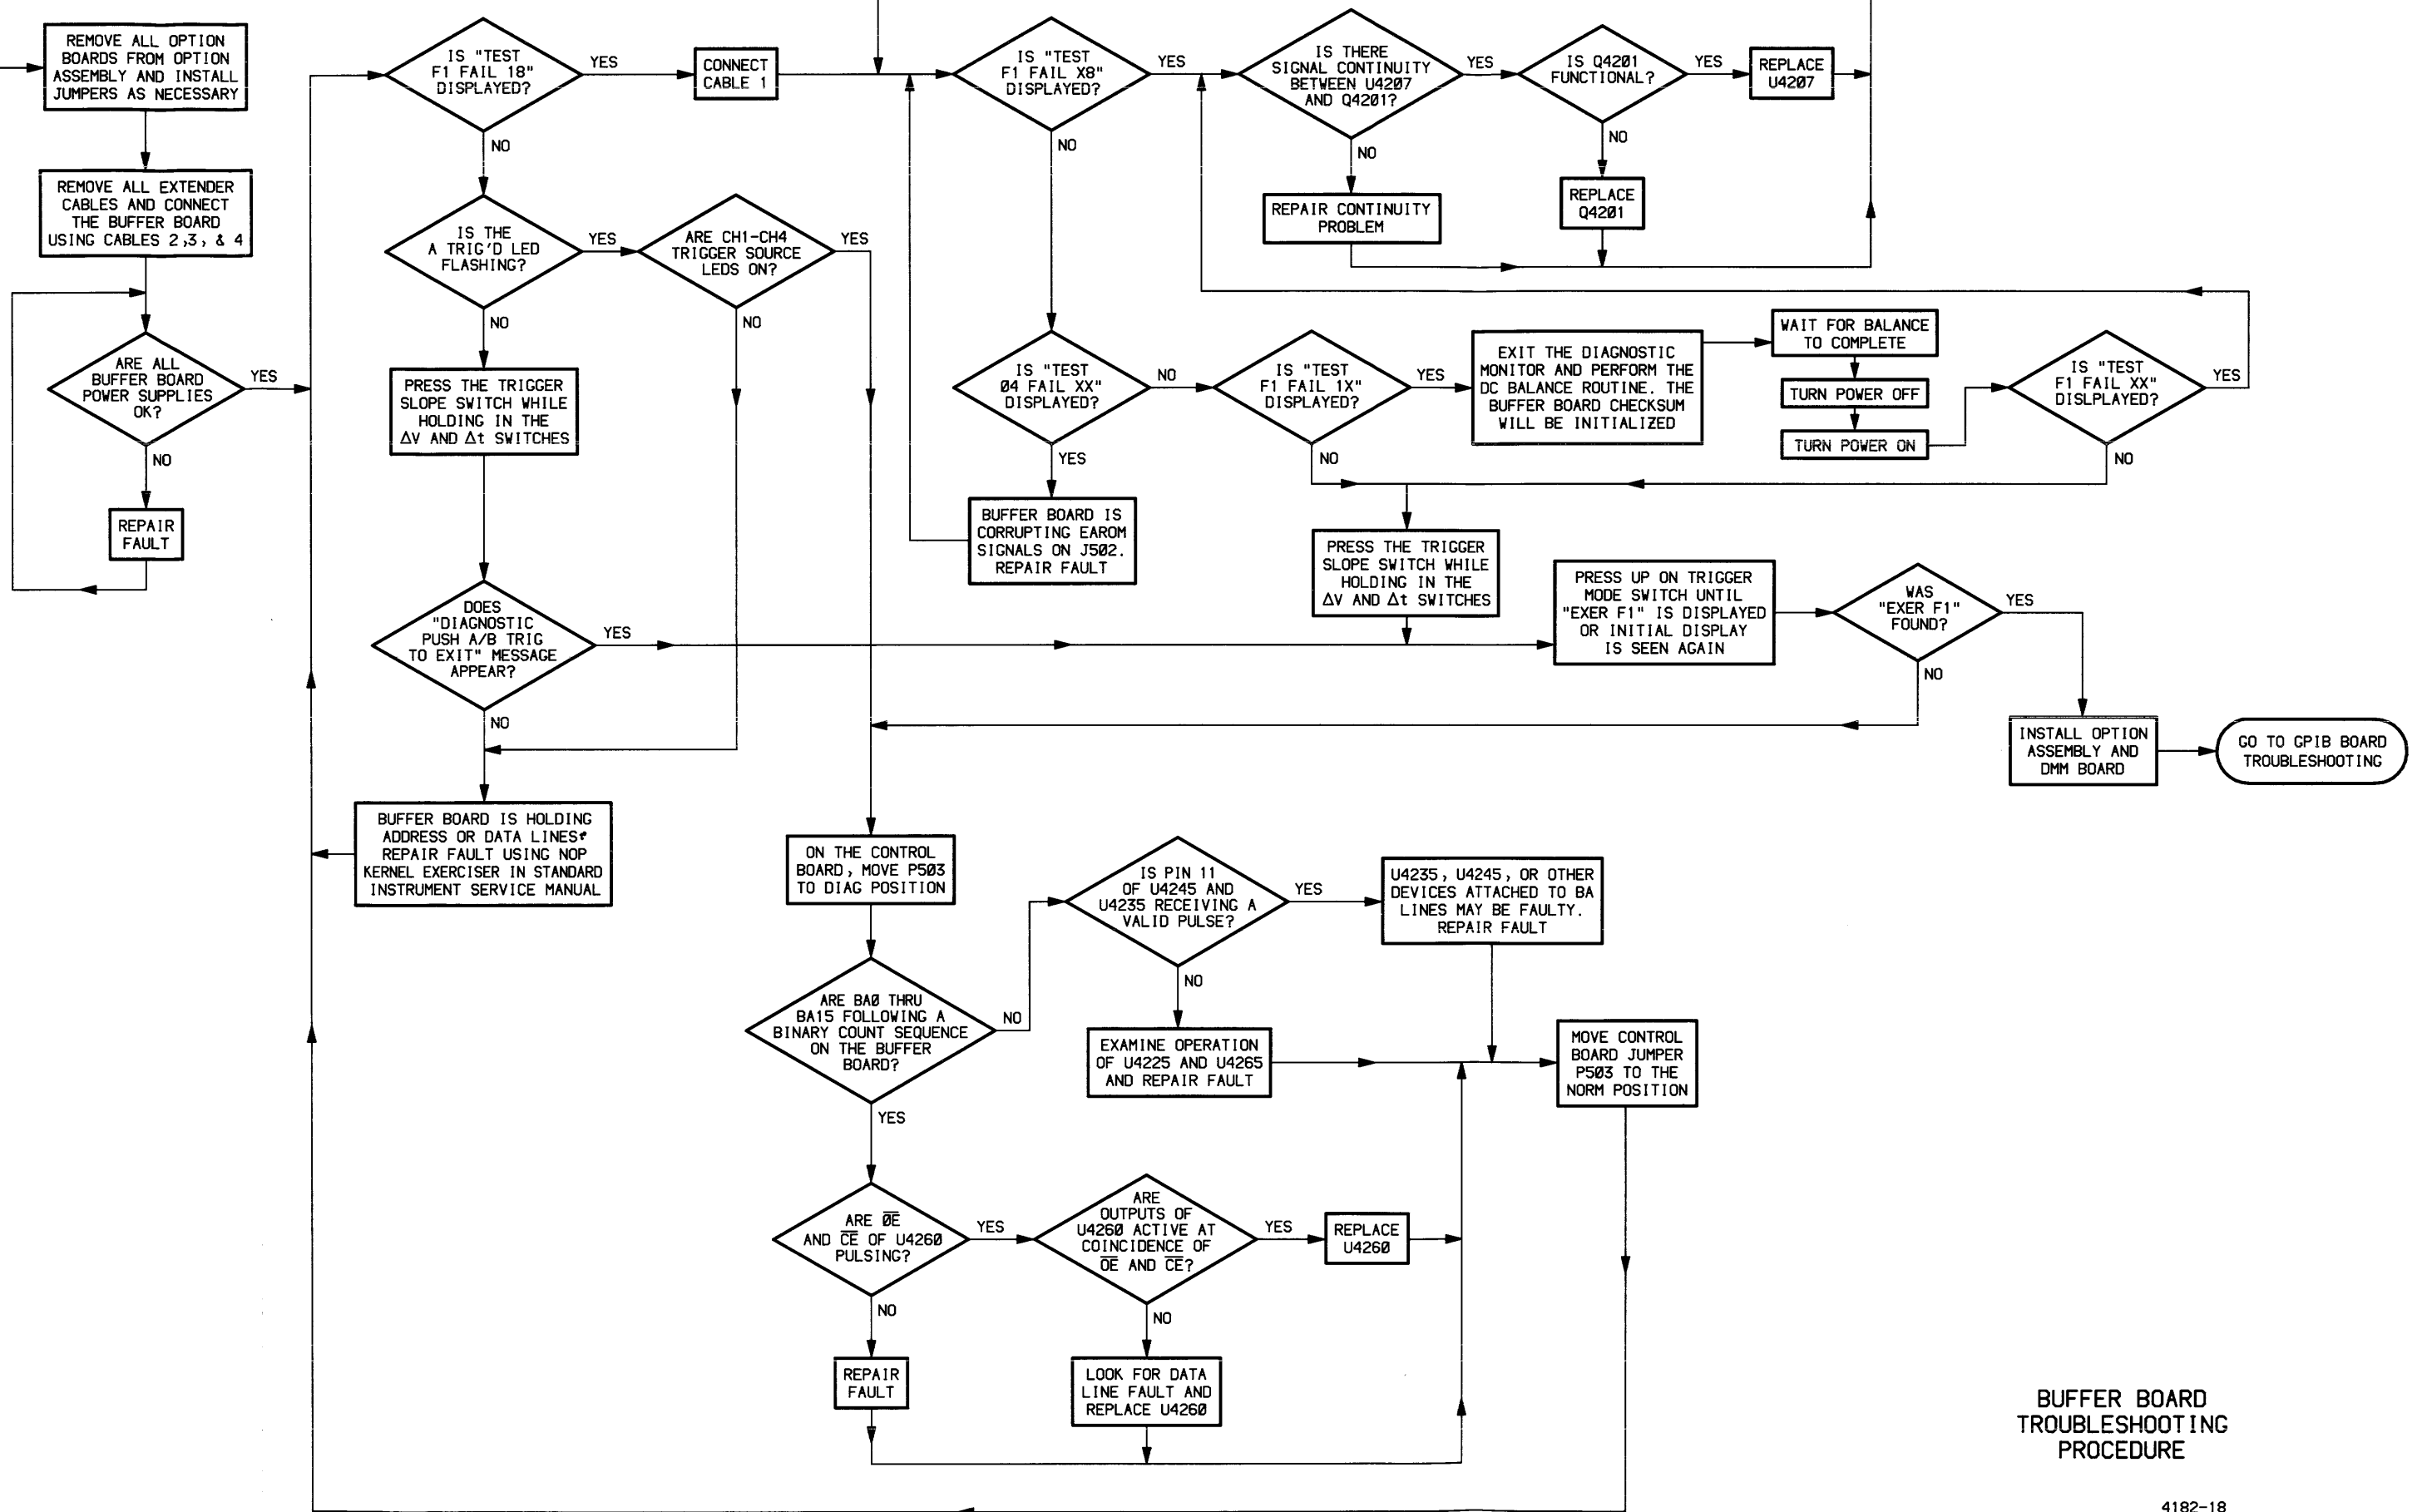 REMOVE ALL OPTION
BOARDS FROM OPTION
ASSEMBLY AND INSTALL
JUMPERS AS NECESSARY
REMOVE ALL EXTENDER
CABLES AND CONNECT
THE BUFFER BOARD
USING CABLES 2,3, & 4
ARE ALL
BUFFER BOARD
POWER SUPPLIES
OK?
YES
NO
REPAIR
FAULT
IS "TEST
F1 FAIL 18"
DISPLAYED?
YES
NO
CONNECT
CABLE 1
IS THE
A TRIG'D LED
FLASHING?
YES
NO
ARE CH1-CH4
TRIGGER SOURCE
LEDS ON?
YES
NO
PRESS THE TRIGGER
SLOPE SWITCH WHILE
HOLDING IN THE
ΔV AND Δt SWITCHES
DOES
"DIAGNOSTIC
PUSH A/B TRIG
TO EXIT" MESSAGE
APPEAR?
YES
NO
BUFFER BOARD IS HOLDING
ADDRESS OR DATA LINES.
REPAIR FAULT USING NOP
KERNEL EXERCISER IN STANDARD
INSTRUMENT SERVICE MANUAL
IS "TEST
F1 FAIL X8"
DISPLAYED?
YES
NO
IS THERE
SIGNAL CONTINUITY
BETWEEN U4207
AND Q4201?
YES
NO
IS Q4201
FUNCTIONAL?
YES
NO
REPLACE
U4207
REPAIR CONTINUITY
PROBLEM
REPLACE
Q4201
IS "TEST
04 FAIL XX"
DISPLAYED?
NO
YES
BUFFER BOARD IS
CORRUPTING EAROM
SIGNALS ON J502.
REPAIR FAULT
IS "TEST
F1 FAIL 1X"
DISPLAYED?
YES
NO
EXIT THE DIAGNOSTIC
MONITOR AND PERFORM THE
DC BALANCE ROUTINE. THE
BUFFER BOARD CHECKSUM
WILL BE INITIALIZED
WAIT FOR BALANCE
TO COMPLETE
TURN POWER OFF
TURN POWER ON
IS "TEST
F1 FAIL XX"
DISLPLAYED?
YES
NO
PRESS THE TRIGGER
SLOPE SWITCH WHILE
HOLDING IN THE
ΔV AND Δt SWITCHES
PRESS UP ON TRIGGER
MODE SWITCH UNTIL
"EXER F1" IS DISPLAYED
OR INITIAL DISPLAY
IS SEEN AGAIN
WAS
"EXER F1"
FOUND?
YES
NO
INSTALL OPTION
ASSEMBLY AND
DMM BOARD
GO TO GPIB BOARD
TROUBLESHOOTING
ON THE CONTROL
BOARD, MOVE P503
TO DIAG POSITION
ARE BA0 THRU
BA15 FOLLOWING A
BINARY COUNT SEQUENCE
ON THE BUFFER
BOARD?
NO
YES
IS PIN 11
OF U4245 AND
U4235 RECEIVING A
VALID PULSE?
YES
NO
U4235, U4245, OR OTHER
DEVICES ATTACHED TO BA
LINES MAY BE FAULTY.
REPAIR FAULT
EXAMINE OPERATION
OF U4225 AND U4265
AND REPAIR FAULT
MOVE CONTROL
BOARD JUMPER
P503 TO THE
NORM POSITION
ARE O̅E̅
AND C̅E̅ OF U4260
PULSING?
YES
NO
ARE
OUTPUTS OF
U4260 ACTIVE AT
COINCIDENCE OF
O̅E̅ AND C̅E̅?
YES
NO
REPLACE
U4260
REPAIR
FAULT
LOOK FOR DATA
LINE FAULT AND
REPLACE U4260
BUFFER BOARD
TROUBLESHOOTING
PROCEDURE
4182-18